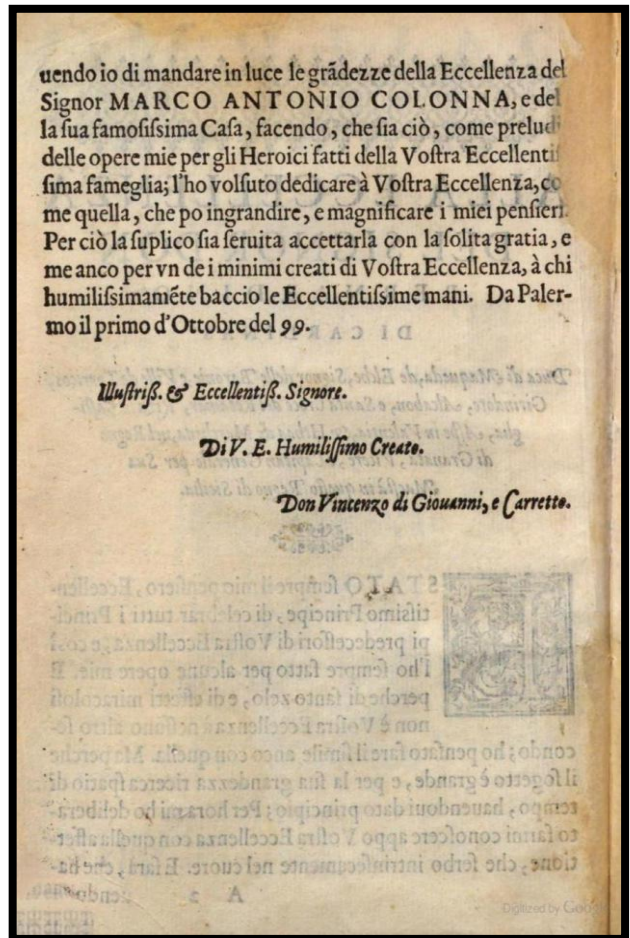 uendo io di mandare in luce le grādezze della Eccellenza del
Signor MARCO ANTONIO COLONNA, e del
la ſua famoſiſsima Caſa, facendo, che ſia ciò, come prelud
delle opere mie per gli Heroici fatti della Voſtra Eccellentiſ
ſima fameglia; l'ho volſuto dedicare à Voſtra Eccellenza, co
me quella, che po ingrandire, e magnificare i miei penſieri.
Per ciò la ſuplico ſia ſeruita accettarla con la ſolita gratia, e
me anco per vn de i minimi creati di Voſtra Eccellenza, à chi
humiliſsimamēte baccio le Eccellentiſsime mani. Da Paler-
mo il primo d'Ottobre del 99.
Illuſtriß. & Eccellentiß. Signore.
Di V. E. Humiliſſimo Creato.
Don Vincenzo di Giouanni, e Carretto.
Digitized by Google